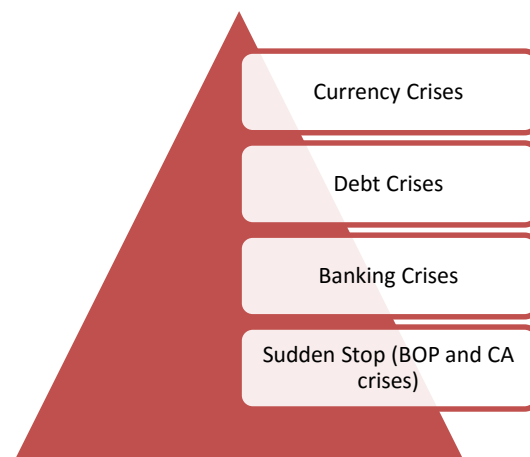 Currency Crises
Debt Crises
Banking Crises
Sudden Stop (BOP and CA
crises)